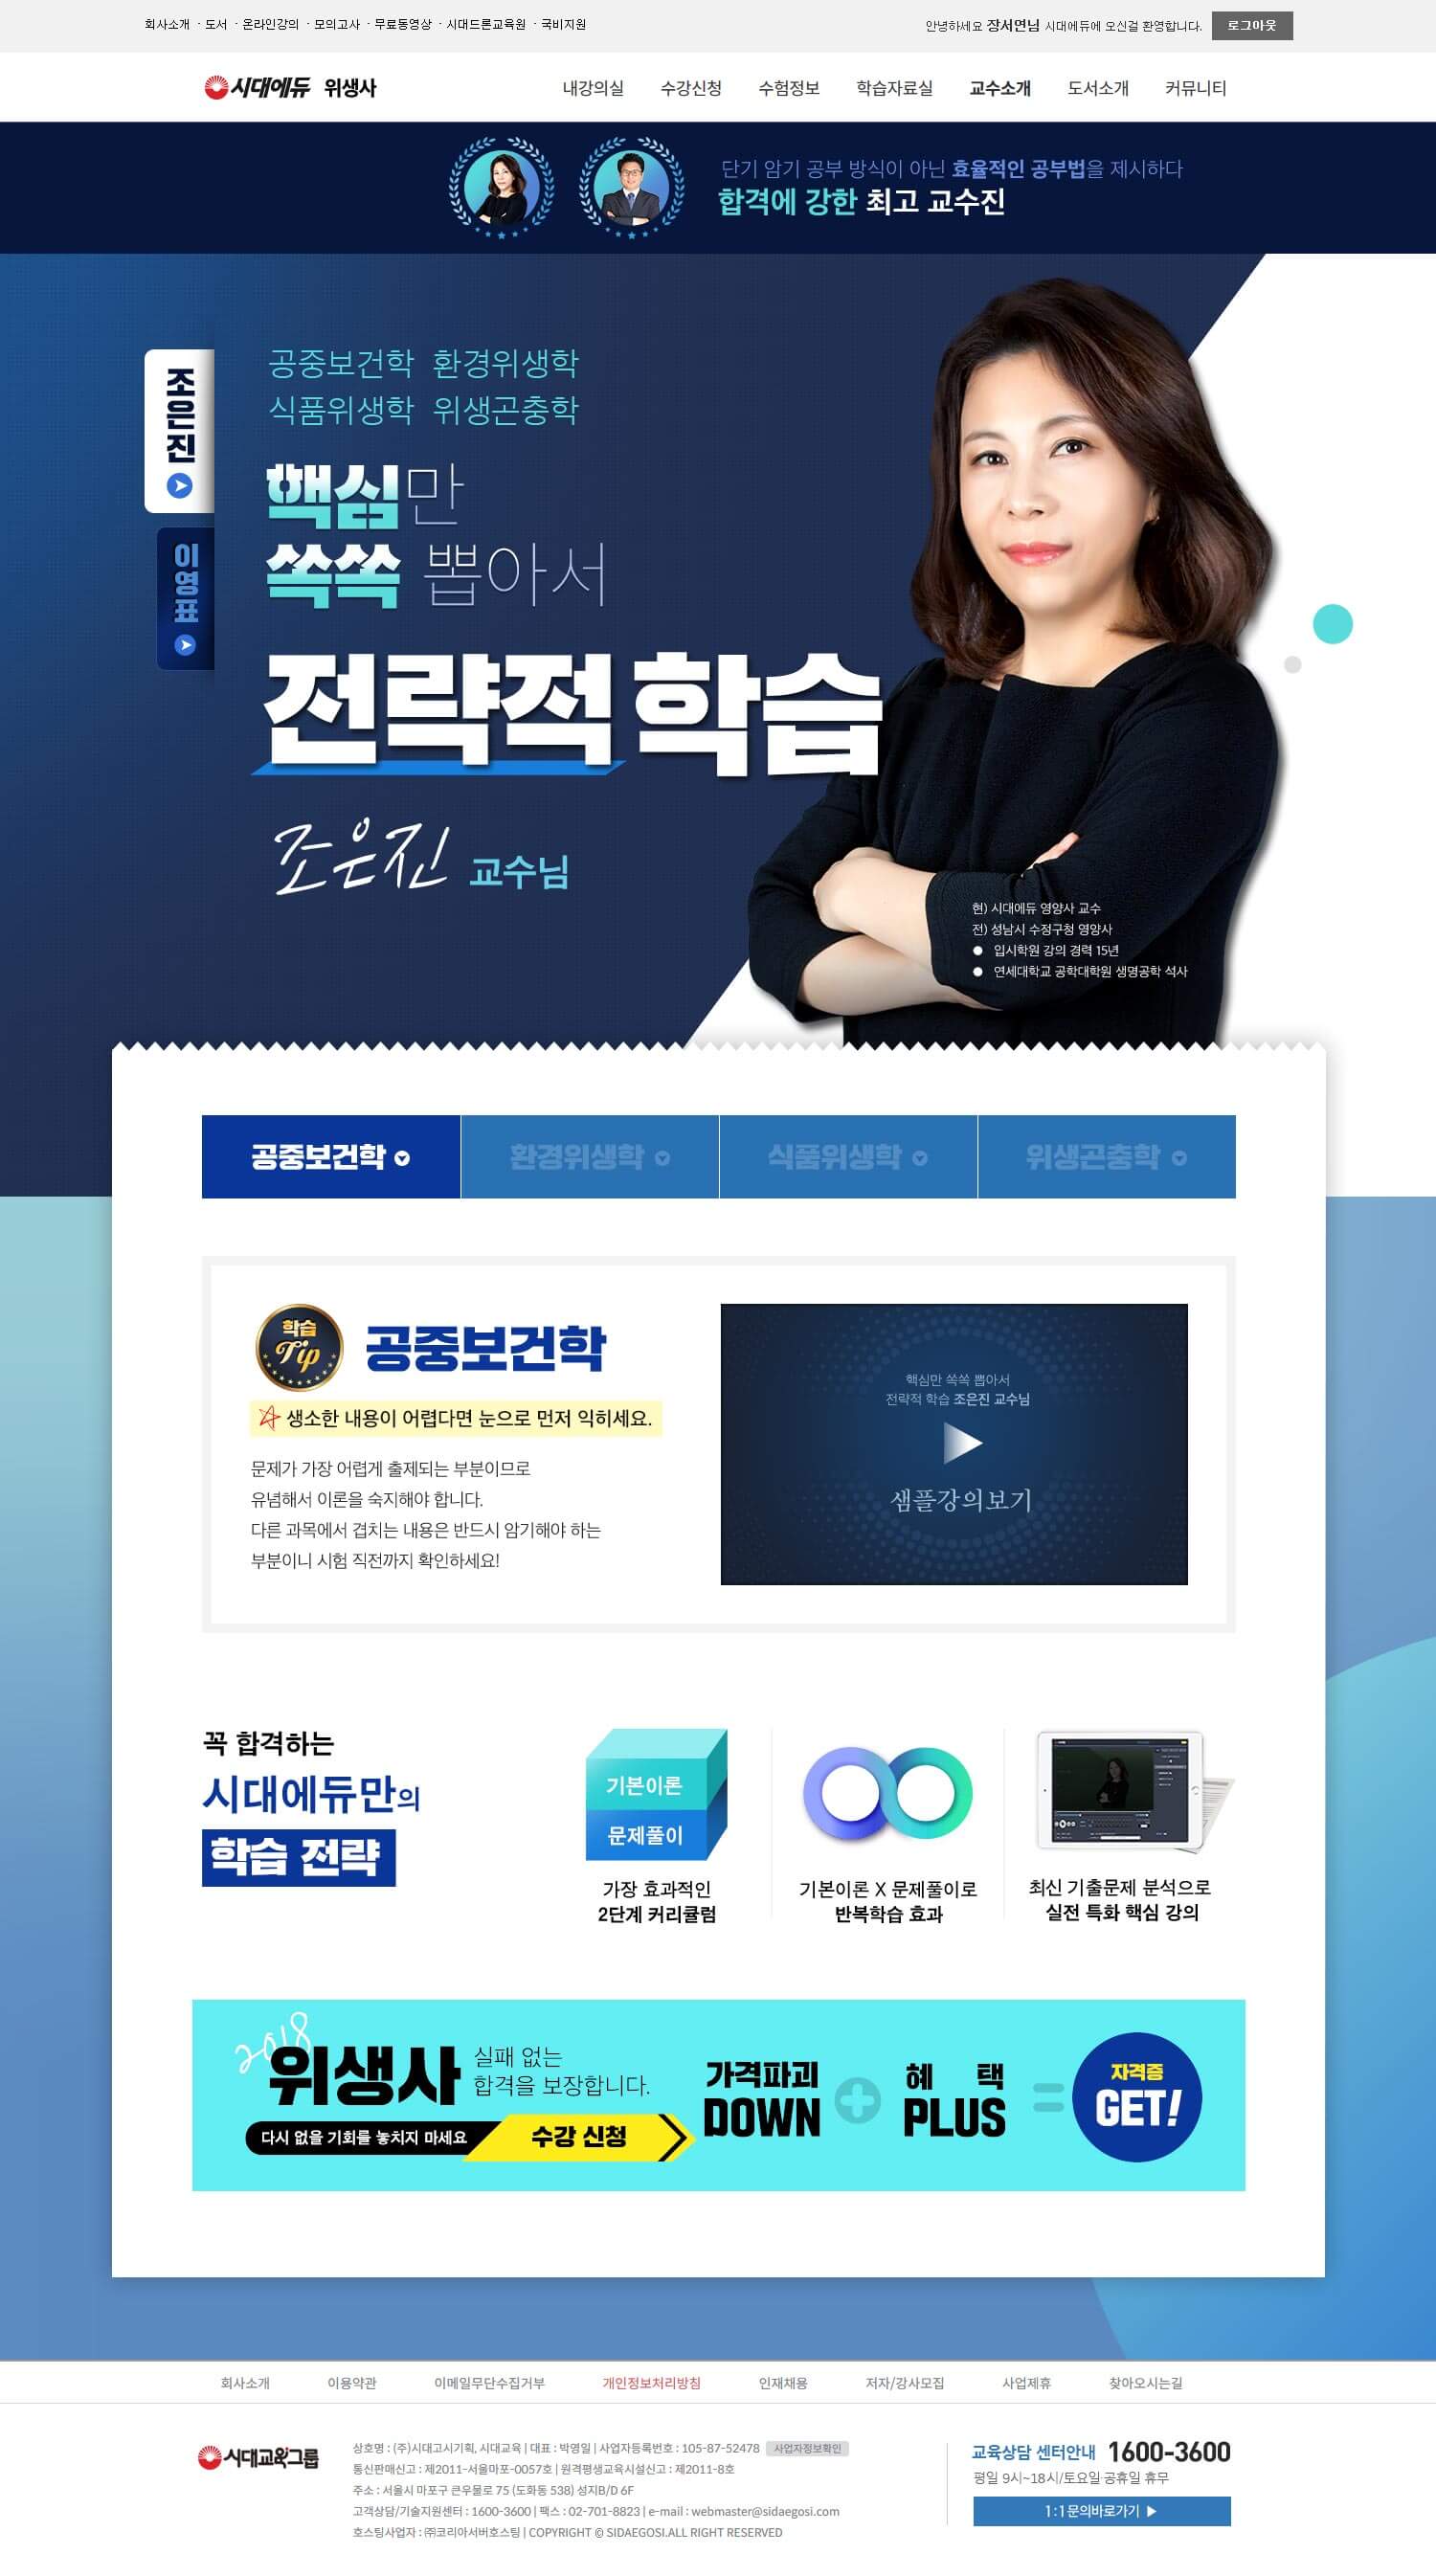 회사소개 · 도서 · 온라인강의 · 모의고사 · 무료동영상 · 시대드론교육원 · 국비지원
안녕하세요 장서연님 시대에듀에 오신걸 환영합니다. 로그아웃
시대에듀 위생사
내강의실 수강신청 수험정보 학습자료실 교수소개 도서소개 커뮤니티
단기 암기 공부 방식이 아닌 효율적인 공부법을 제시하다
합격에 강한 최고 교수진
조은진
이영표
공중보건학 환경위생학
식품위생학 위생곤충학
핵심만
쏙쏙 뽑아서
전략적 학습
조은진 교수님
현) 시대에듀 영양사 교수
전) 성남시 수정구청 영양사
● 입시학원 강의 경력 15년
● 연세대학교 공학대학원 생명공학 석사
공중보건학 환경위생학 식품위생학 위생곤충학
학습
Tip
공중보건학
생소한 내용이 어렵다면 눈으로 먼저 익히세요.
문제가 가장 어렵게 출제되는 부분이므로
유념해서 이론을 숙지해야 합니다.
다른 과목에서 겹치는 내용은 반드시 암기해야 하는
부분이니 시험 직전까지 확인하세요!
핵심만 쏙쏙 뽑아서
전략적 학습 조은진 교수님
샘플강의보기
꼭 합격하는
시대에듀만의
학습 전략
기본이론
문제풀이
가장 효과적인
2단계 커리큘럼
기본이론 X 문제풀이로
반복학습 효과
최신 기출문제 분석으로
실전 특화 핵심 강의
2018
위생사
실패 없는
합격을 보장합니다.
다시 없을 기회를 놓치지 마세요
수강 신청
가격파괴
DOWN
혜 택
PLUS
자격증
GET!
회사소개 이용약관 이메일무단수집거부 개인정보처리방침 인재채용 저자/강사모집 사업제휴 찾아오시는길
시대교육그룹
상호명 : (주)시대고시기획, 시대교육 | 대표 : 박영일 | 사업자등록번호 : 105-87-52478 사업자정보확인
통신판매신고 : 제2011-서울마포-0057호 | 원격평생교육시설신고 : 제2011-8호
주소 : 서울시 마포구 큰우물로 75 (도화동 538) 성지B/D 6F
고객상담/기술지원센터 : 1600-3600 | 팩스 : 02-701-8823 | e-mail : webmaster@sidaegosi.com
호스팅사업자 : ㈜코리아서버호스팅 | COPYRIGHT © SIDAEGOSI.ALL RIGHT RESERVED
교육상담 센터안내 1600-3600
평일 9시~18시/토요일·공휴일 휴무
1:1문의바로가기 ▶